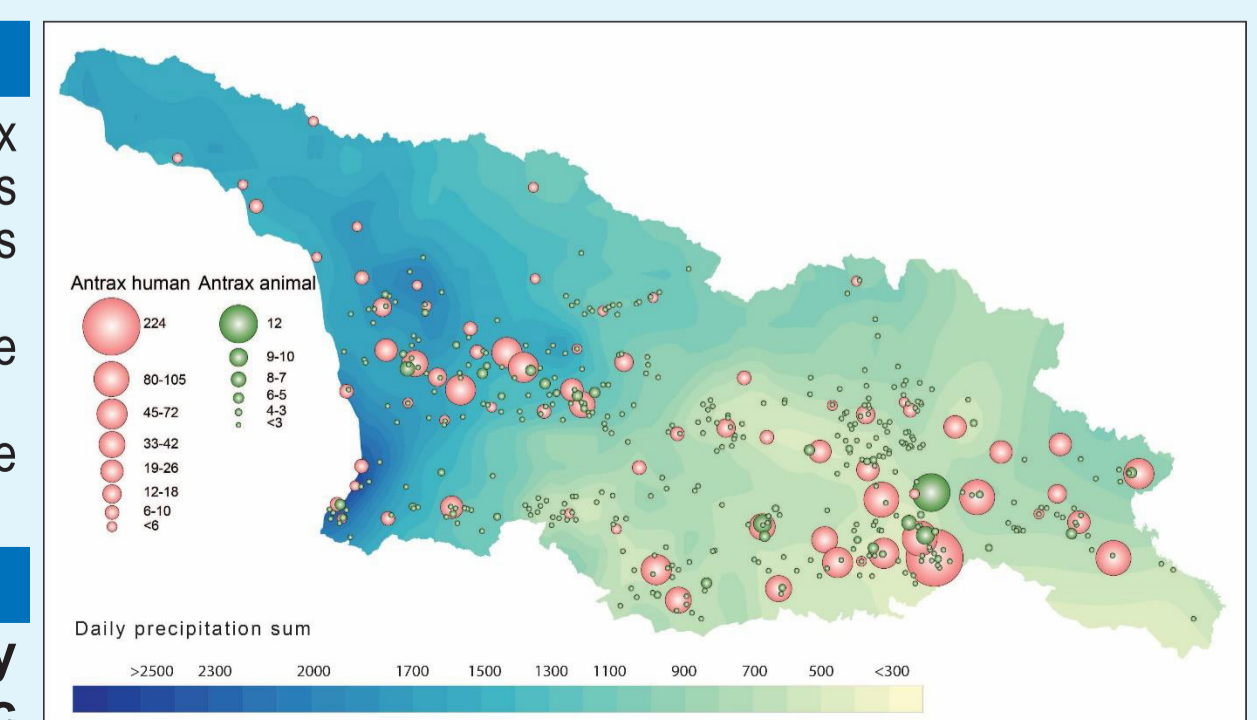 x
s
s
e
e
y
Antrax human Antrax animal
224 12
80-105 9-10
45-72 8-7
33-42 6-5
19-26 4-3
12-18 <3
6-10
<6
Daily precipitation sum
>2500 2300 2000 1700 1500 1300 1100 900 700 500 <300